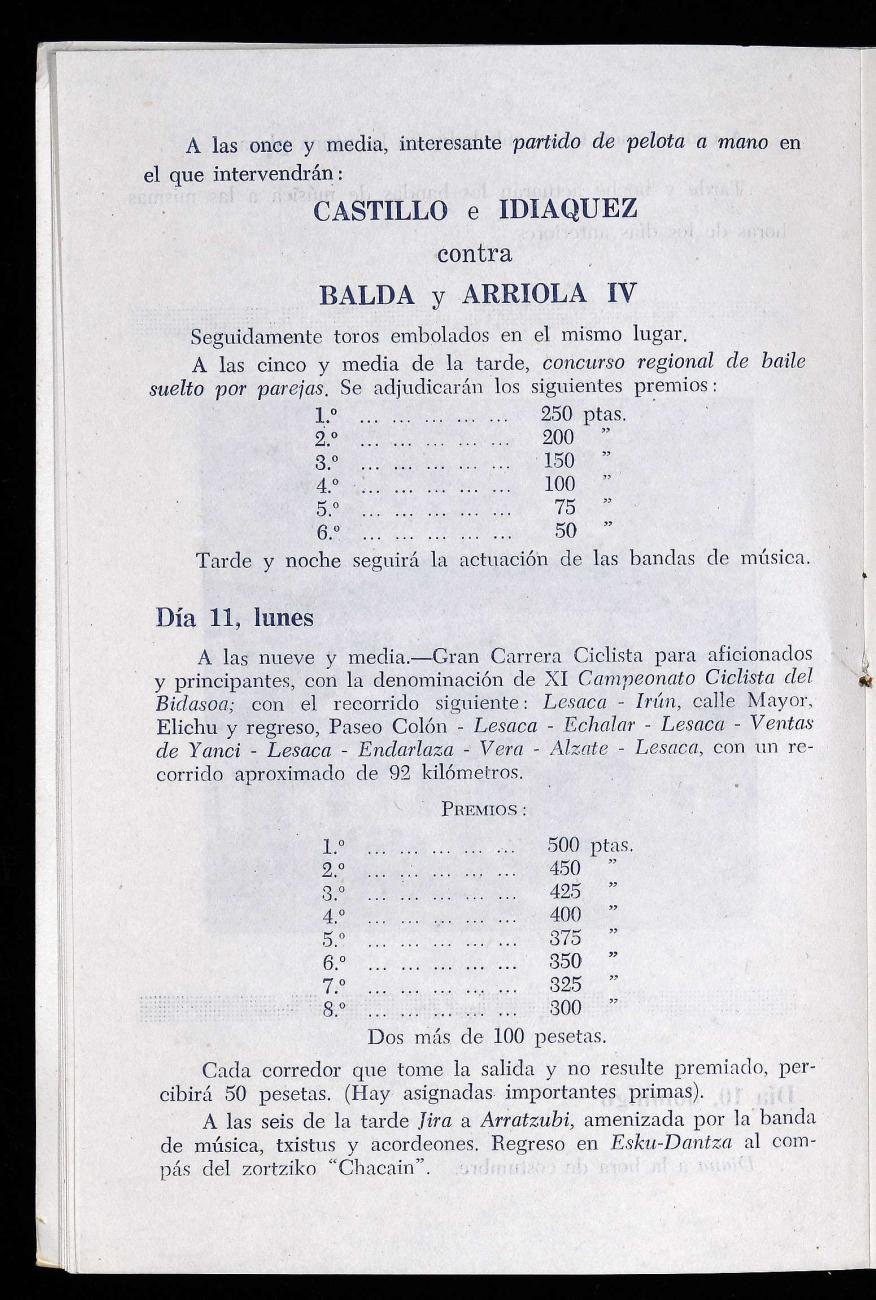 A las once y media, interesante partido de pelota a mano en
el que intervendrán:
CASTILLO e IDIAQUEZ
contra
BALDA y ARRIOLA IV
Seguidamente toros embolados en el mismo lugar.
A las cinco y media de la tarde, concurso regional de baile
suelto por parejas. Se adjudicarán los siguientes premios:
1.º ... ... ... ... ... ... 250 ptas.
2.º ... ... ... ... ... ... 200 ”
3.º ... ... ... ... ... ... 150 ”
4.º ... ... ... ... ... ... 100 ”
5.º ... ... ... ... ... ... 75 ”
6.º ... ... ... ... ... ... 50 ”
Tarde y noche seguirá la actuación de las bandas de música.
Día 11, lunes
A las nueve y media.—Gran Carrera Ciclista para aficionados
y principantes, con la denominación de XI Campeonato Ciclista del
Bidasoa; con el recorrido siguiente: Lesaca - Irún, calle Mayor,
Elichu y regreso, Paseo Colón - Lesaca - Echalar - Lesaca - Ventas
de Yanci - Lesaca - Endarlaza - Vera - Alzate - Lesaca, con un re-
corrido aproximado de 92 kilómetros.
PREMIOS:
1.º ... ... ... ... ... ... 500 ptas.
2.º ... ... ... ... ... ... 450 ”
3.º ... ... ... ... ... ... 425 ”
4.º ... ... ... ... ... ... 400 ”
5.º ... ... ... ... ... ... 375 ”
6.º ... ... ... ... ... ... 350 ”
7.º ... ... ... ... ... ... 325 ”
8.º ... ... ... ... ... ... 300 ”
Dos más de 100 pesetas.
Cada corredor que tome la salida y no resulte premiado, per-
cibirá 50 pesetas. (Hay asignadas importantes primas).
A las seis de la tarde Jira a Arratzubi, amenizada por la banda
de música, txistus y acordeones. Regreso en Esku-Dantza al com-
pás del zortziko “Chacain”.